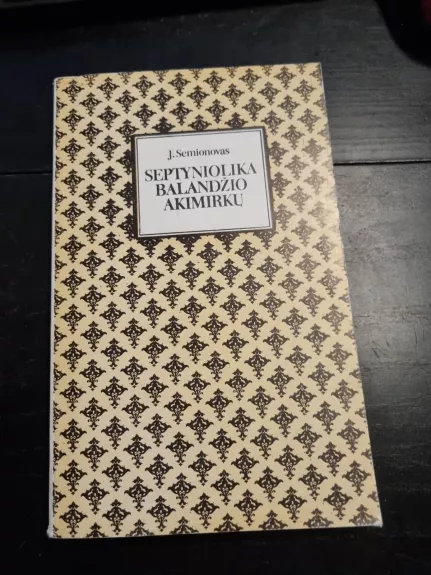 J. Semionovas
SEPTYNIOLIKA
BALANDŽIO
AKIMIRKŲ